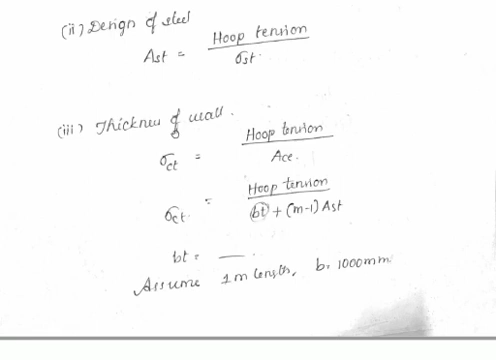 (ii) Design of steel
Ast = Hoop tension / σst.
(iii) Thickness of wall.
σct = Hoop tension / Ace.
σct = Hoop tension / bt + (m-1) Ast
bt = —.
Assume 1m length, b= 1000mm